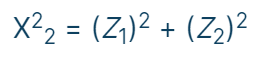 X²₂ = (Z₁)² + (Z₂)²